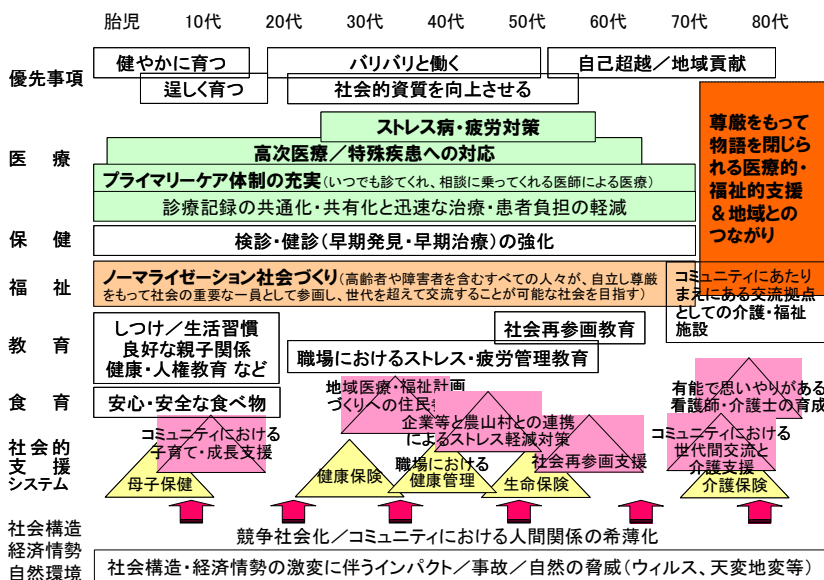 胎児 10代 20代 30代 40代 50代 60代 70代 80代
優先事項
健やかに育つ
バリバリと働く
自己超越／地域貢献
逞しく育つ
社会的資質を向上させる
医療
ストレス病・疲労対策
高次医療／特殊疾患への対応
プライマリーケア体制の充実(いつでも診てくれ、相談に乗ってくれる医師による医療)
診療記録の共通化・共有化と迅速な治療・患者負担の軽減
尊厳をもって
物語を閉じら
れる医療的・
福祉的支援
＆地域との
つながり
保健
検診・健診(早期発見・早期治療)の強化
福祉
ノーマライゼーション社会づくり(高齢者や障害者を含むすべての人々が、自立し尊厳
をもって社会の重要な一員として参画し、世代を超えて交流することが可能な社会を目指す)
コミュニティにあたり
まえにある交流拠点
としての介護・福祉
施設
教育
しつけ／生活習慣
良好な親子関係
健康・人権教育 など
社会再参画教育
職場におけるストレス・疲労管理教育
食育
安心・安全な食べ物
社会的
支援
システム
コミュニティにおける
子育て・成長支援
地域医療・福祉計画
づくりへの住民
企業等と農山村との連携
によるストレス軽減対策
社会再参画支援
有能で思いやりがある
看護師・介護士の育成
コミュニティにおける
世代間交流と
介護支援
母子保健
健康保険
職場における
健康管理
生命保険
介護保険
社会構造
経済情勢
自然環境
競争社会化／コミュニティにおける人間関係の希薄化
社会構造・経済情勢の激変に伴うインパクト／事故／自然の脅威(ウィルス、天変地変等)